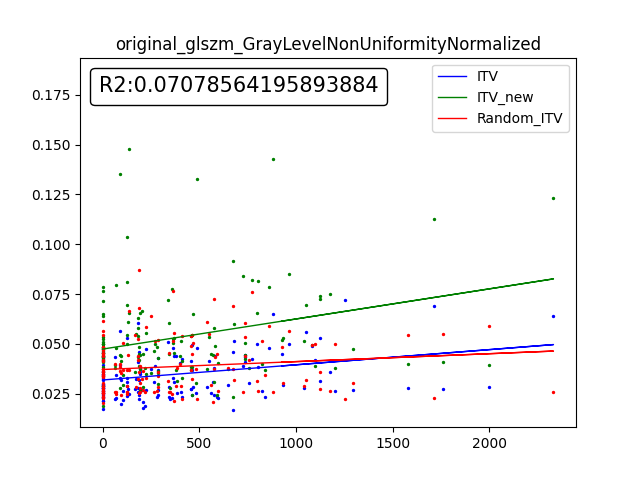 original_glszm_GrayLevelNonUniformityNormalized
R2:0.07078564195893884
ITV
ITV_new
Random_ITV
0.175
0.150
0.125
0.100
0.075
0.050
0.025
0 500 1000 1500 2000